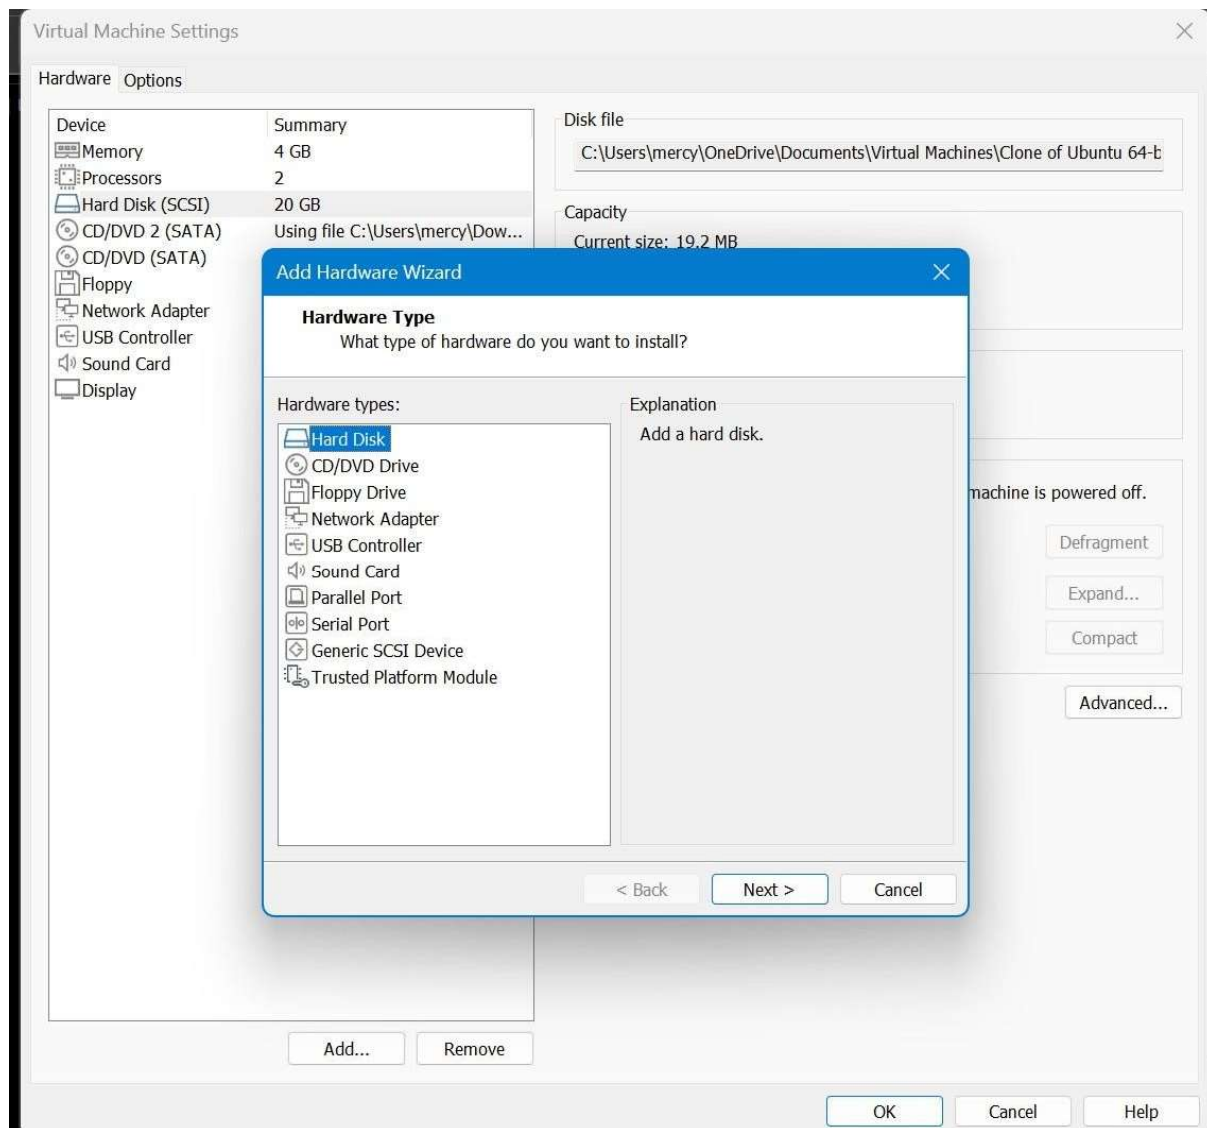 Virtual Machine Settings
Hardware Options
Device Summary
Memory 4 GB
Processors 2
Hard Disk (SCSI) 20 GB
CD/DVD 2 (SATA) Using file C:\Users\mercy\Dow...
CD/DVD (SATA)
Floppy
Network Adapter
USB Controller
Sound Card
Display
Add... Remove
Disk file
C:\Users\mercy\OneDrive\Documents\Virtual Machines\Clone of Ubuntu 64-b
Capacity
Current size: 19.2 MB
machine is powered off.
Defragment
Expand...
Compact
Advanced...
Add Hardware Wizard
Hardware Type
What type of hardware do you want to install?
Hardware types:
Hard Disk
CD/DVD Drive
Floppy Drive
Network Adapter
USB Controller
Sound Card
Parallel Port
Serial Port
Generic SCSI Device
Trusted Platform Module
Explanation
Add a hard disk.
< Back Next > Cancel
OK Cancel Help